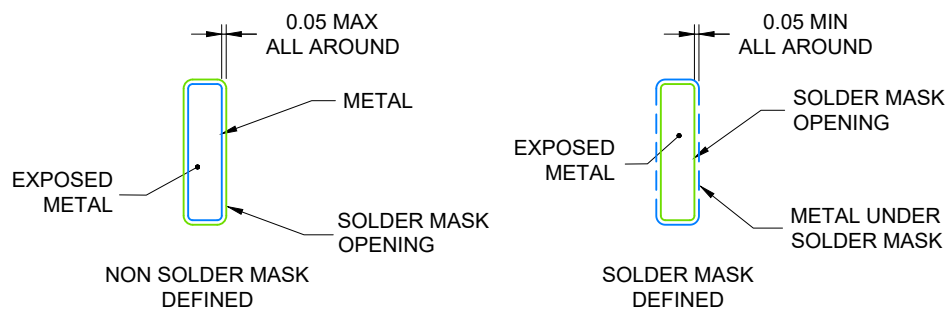 0.05 MAX
ALL AROUND
METAL
EXPOSED
METAL
SOLDER MASK
OPENING
NON SOLDER MASK
DEFINED
0.05 MIN
ALL AROUND
SOLDER MASK
OPENING
EXPOSED
METAL
METAL UNDER
SOLDER MASK
SOLDER MASK
DEFINED